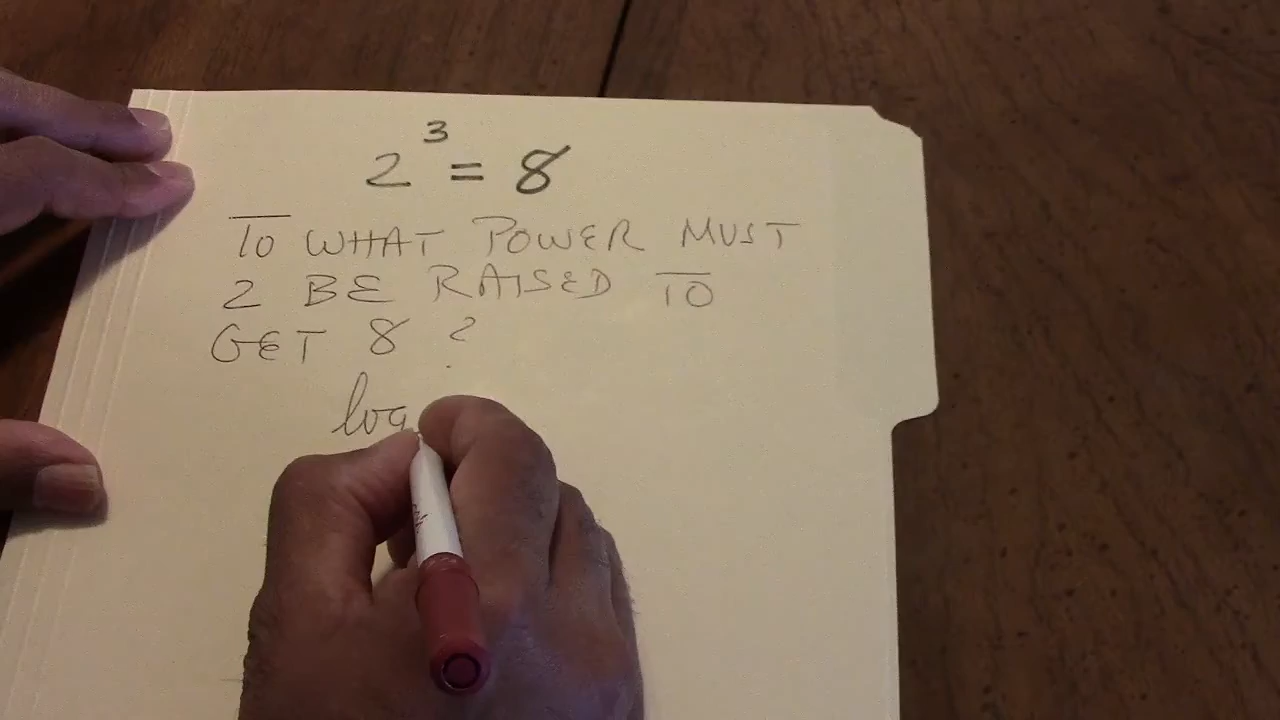 2³ = 8
TO WHAT POWER MUST
2 BE RAISED TO
GET 8 ?
log